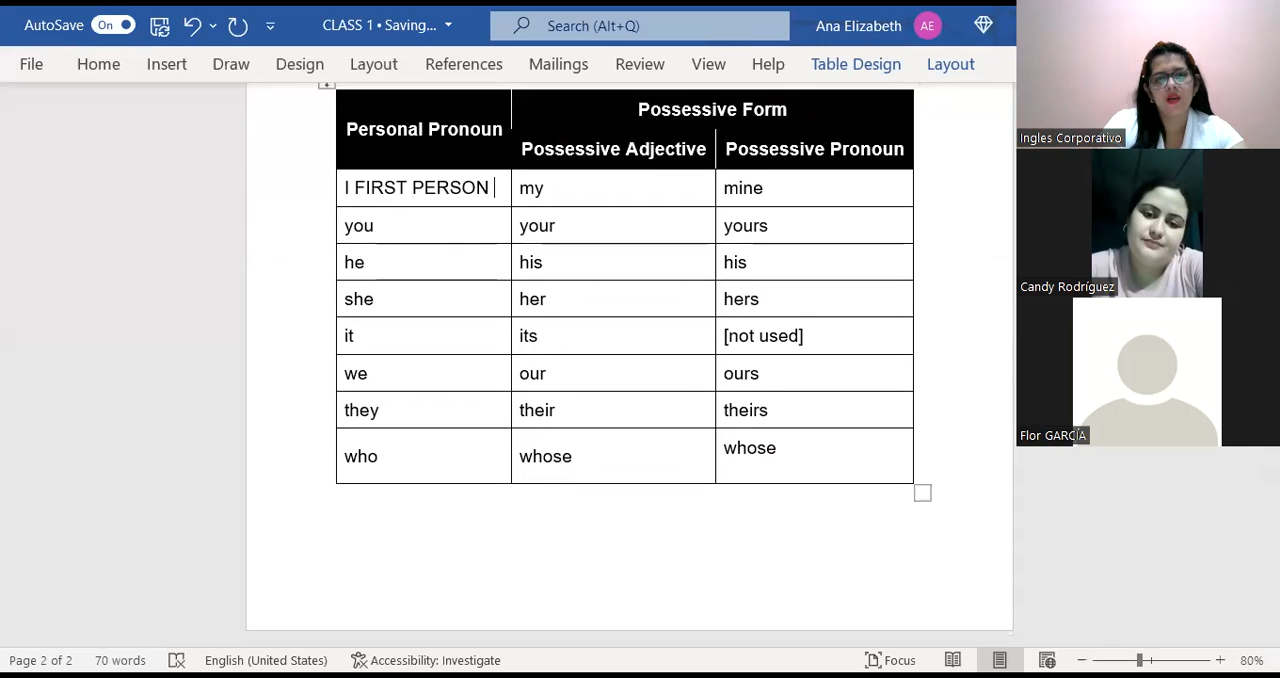 AutoSave On CLASS 1 • Saving... Search (Alt+Q) Ana Elizabeth AE
File Home Insert Draw Design Layout References Mailings Review View Help Table Design Layout
Personal Pronoun Possessive Form
Possessive Adjective Possessive Pronoun
I FIRST PERSON my mine
you your yours
he his his
she her hers
it its [not used]
we our ours
they their theirs
who whose whose
Ingles Corporativo
Candy Rodríguez
Flor GARCÍA
Page 2 of 2 70 words English (United States) Accessibility: Investigate Focus 80%